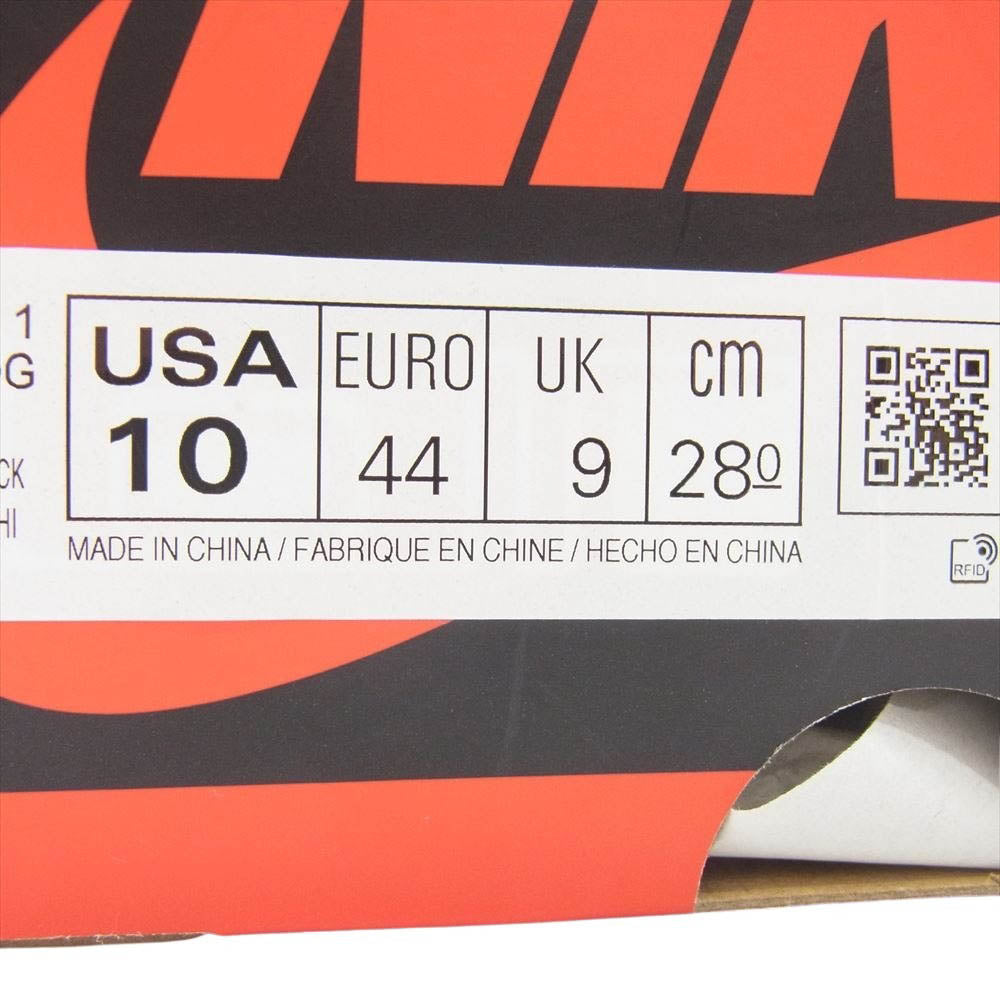 1
G
USA EURO UK cm
10 44 9 28 0
MADE IN CHINA / FABRIQUE EN CHINE / HECHO EN CHINA
RFID